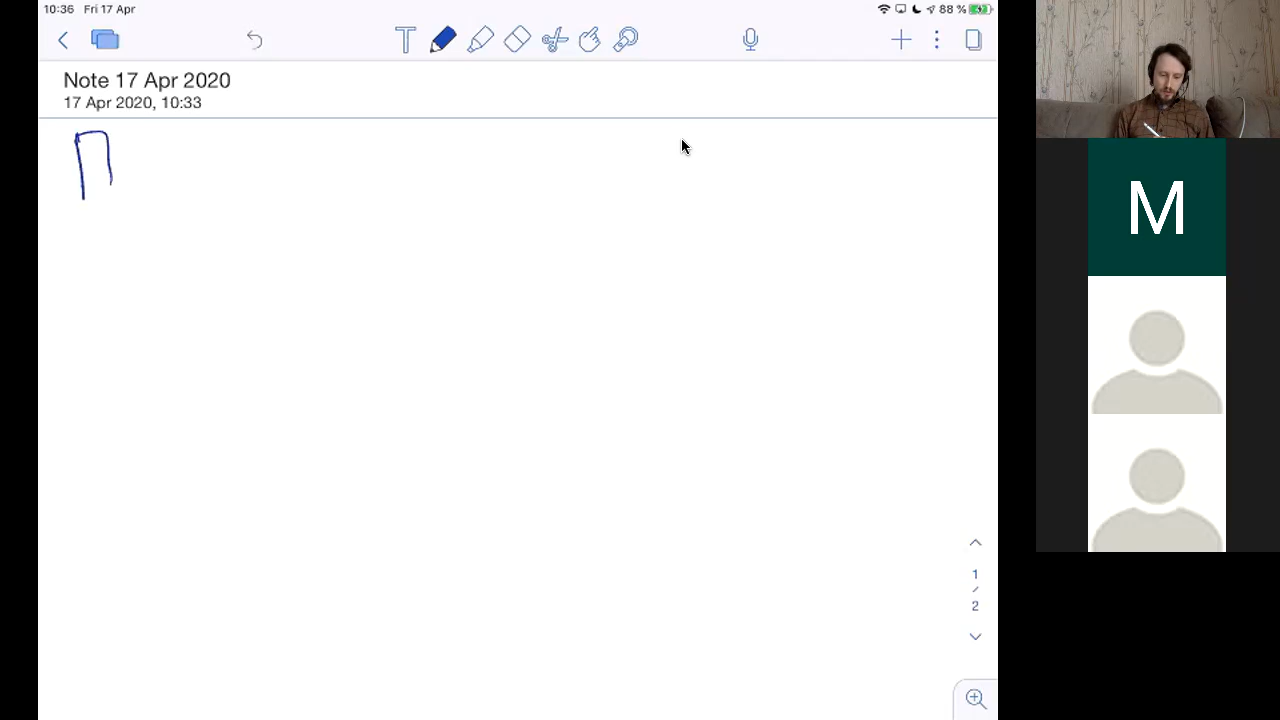 10:36 Fri 17 Apr 88 %
T
Note 17 Apr 2020
17 Apr 2020, 10:33
П
M
1
2